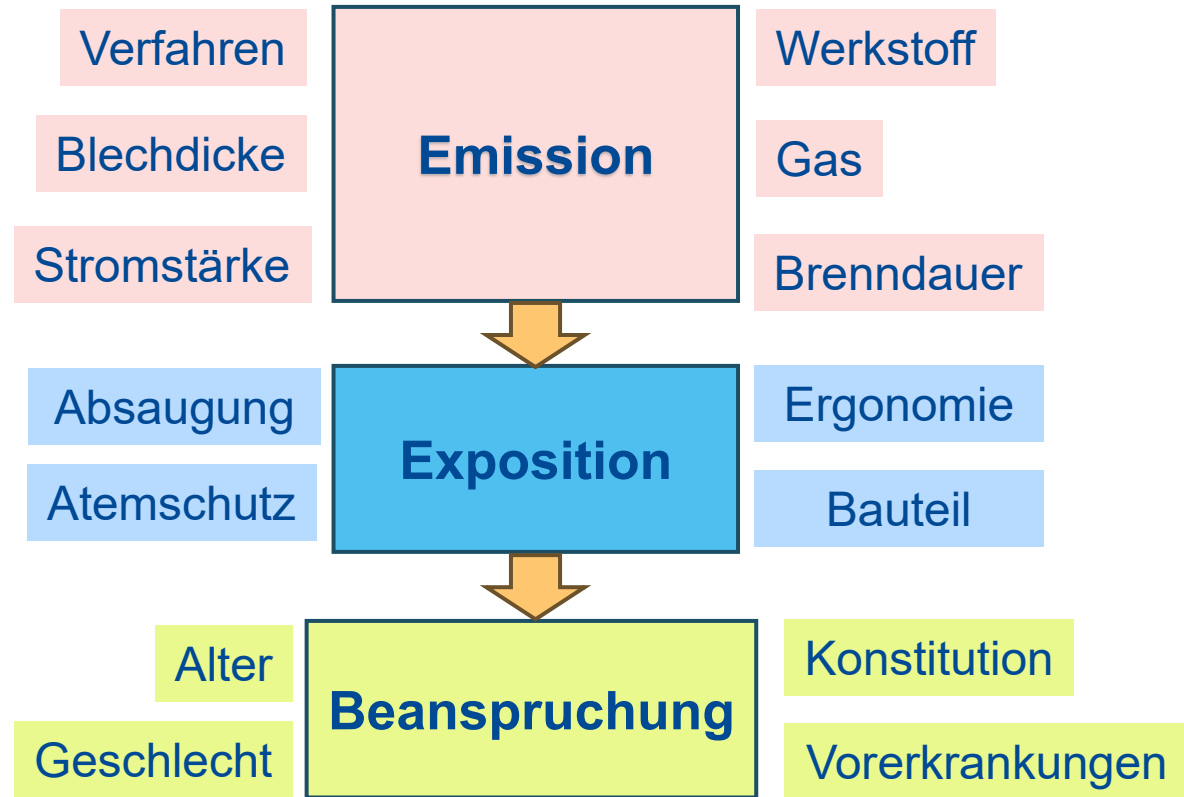 Verfahren
Werkstoff
Blechdicke
Emission
Gas
Stromstärke
Brenndauer
Absaugung
Ergonomie
Exposition
Atemschutz
Bauteil
Alter
Konstitution
Beanspruchung
Geschlecht
Vorerkrankungen